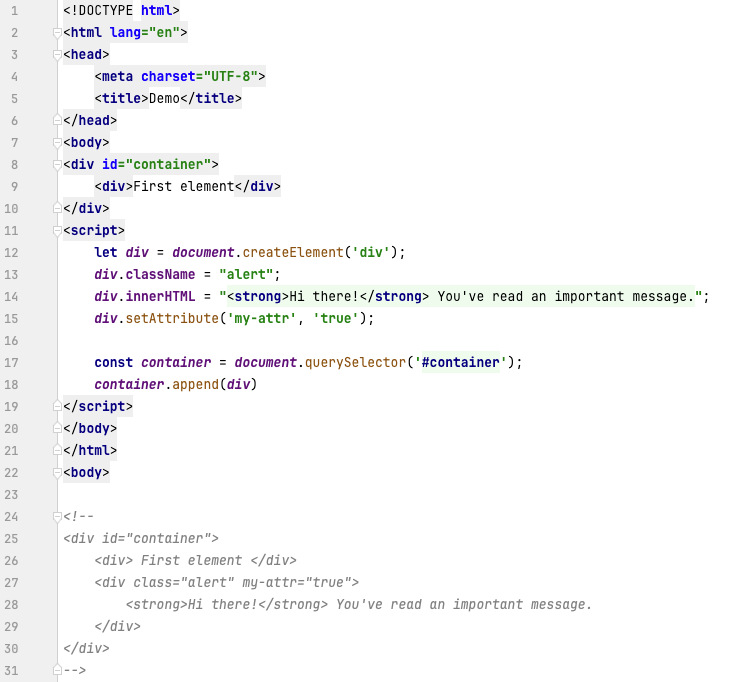 1 <!DOCTYPE html>
2 <html lang="en">
3 <head>
4     <meta charset="UTF-8">
5     <title>Demo</title>
6 </head>
7 <body>
8 <div id="container">
9     <div>First element</div>
10 </div>
11 <script>
12     let div = document.createElement('div');
13     div.className = "alert";
14     div.innerHTML = "<strong>Hi there!</strong> You've read an important message.";
15     div.setAttribute('my-attr', 'true');
16
17     const container = document.querySelector('#container');
18     container.append(div)
19 </script>
20 </body>
21 </html>
22 <body>
23
24 <!--
25 <div id="container">
26     <div> First element </div>
27     <div class="alert" my-attr="true">
28         <strong>Hi there!</strong> You've read an important message.
29     </div>
30 </div>
31 -->